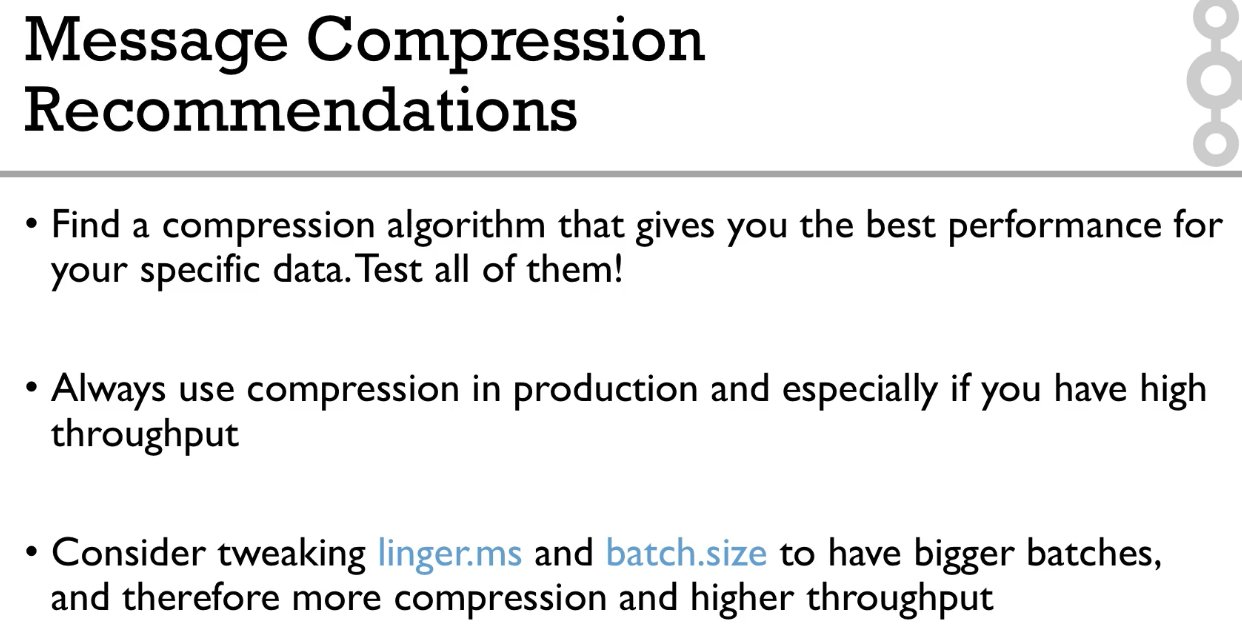 Message Compression
Recommendations
• Find a compression algorithm that gives you the best performance for
your specific data. Test all of them!
• Always use compression in production and especially if you have high
throughput
• Consider tweaking linger.ms and batch.size to have bigger batches,
and therefore more compression and higher throughput